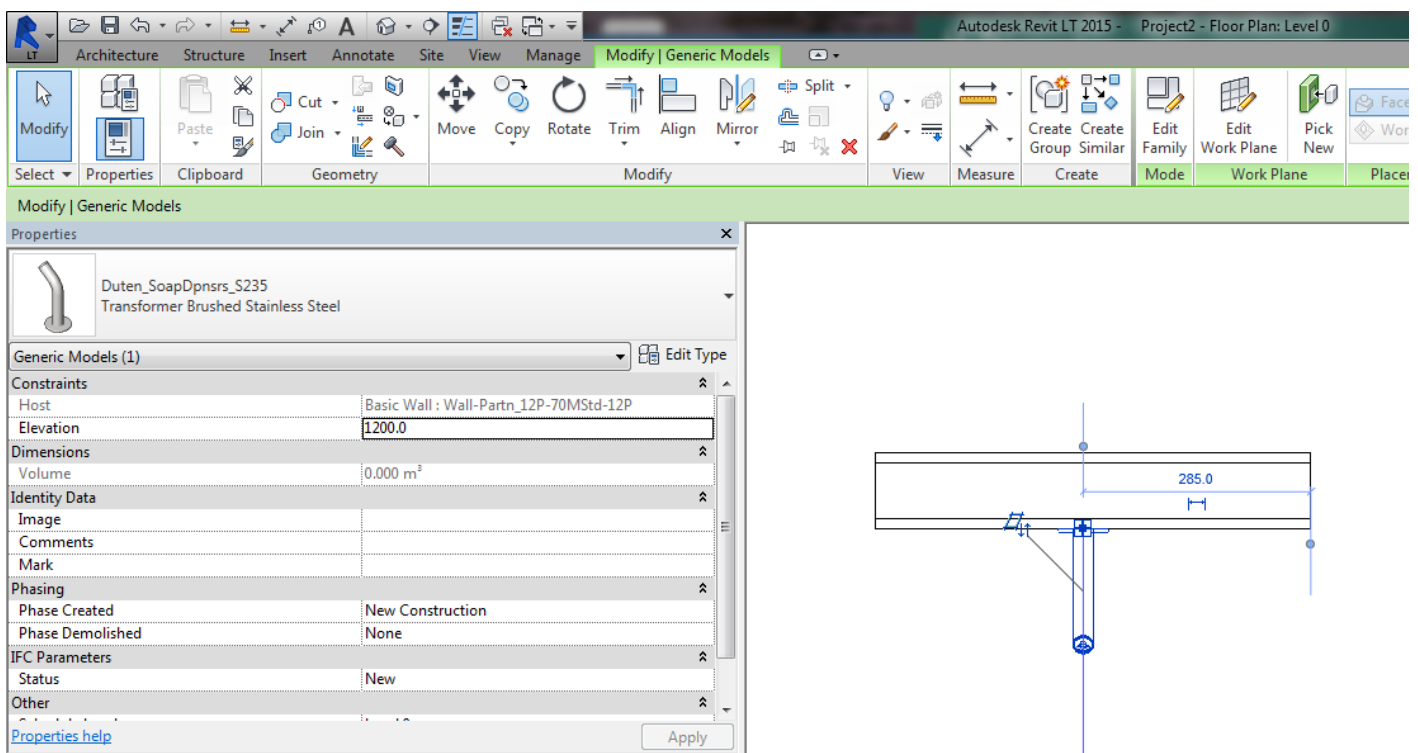 Autodesk Revit LT 2015 - Project2 - Floor Plan: Level 0
LT Architecture Structure Insert Annotate Site View Manage Modify | Generic Models
Modify Paste Cut Join Move Copy Rotate Trim Align Mirror Split Create Group Create Similar Edit Family Edit Work Plane Pick New Face Wor
Select Properties Clipboard Geometry Modify View Measure Create Mode Work Plane Placer
Modify | Generic Models
Properties
Duten_SoapDpnsrs_S235
Transformer Brushed Stainless Steel
Generic Models (1) Edit Type
Constraints
Host Basic Wall : Wall-Partn_12P-70MStd-12P
Elevation 1200.0
Dimensions
Volume 0.000 m³
Identity Data
Image
Comments
Mark
Phasing
Phase Created New Construction
Phase Demolished None
IFC Parameters
Status New
Other
Properties help Apply
285.0